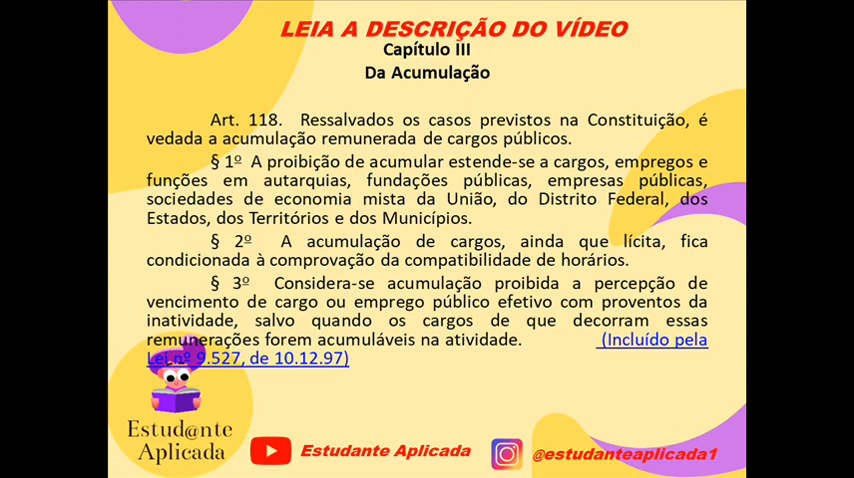 LEIA A DESCRIÇÃO DO VÍDEO
Capítulo III
Da Acumulação
Art. 118. Ressalvados os casos previstos na Constituição, é
vedada a acumulação remunerada de cargos públicos.
§ 1º A proibição de acumular estende-se a cargos, empregos e
funções em autarquias, fundações públicas, empresas públicas,
sociedades de economia mista da União, do Distrito Federal, dos
Estados, dos Territórios e dos Municípios.
§ 2º A acumulação de cargos, ainda que lícita, fica
condicionada à comprovação da compatibilidade de horários.
§ 3º Considera-se acumulação proibida a percepção de
vencimento de cargo ou emprego público efetivo com proventos da
inatividade, salvo quando os cargos de que decorram essas
remunerações forem acumuláveis na atividade. (Incluído pela
Lei nº 9.527, de 10.12.97)
Estud@nte
Aplicada
Estudante Aplicada
@estudanteaplicada1